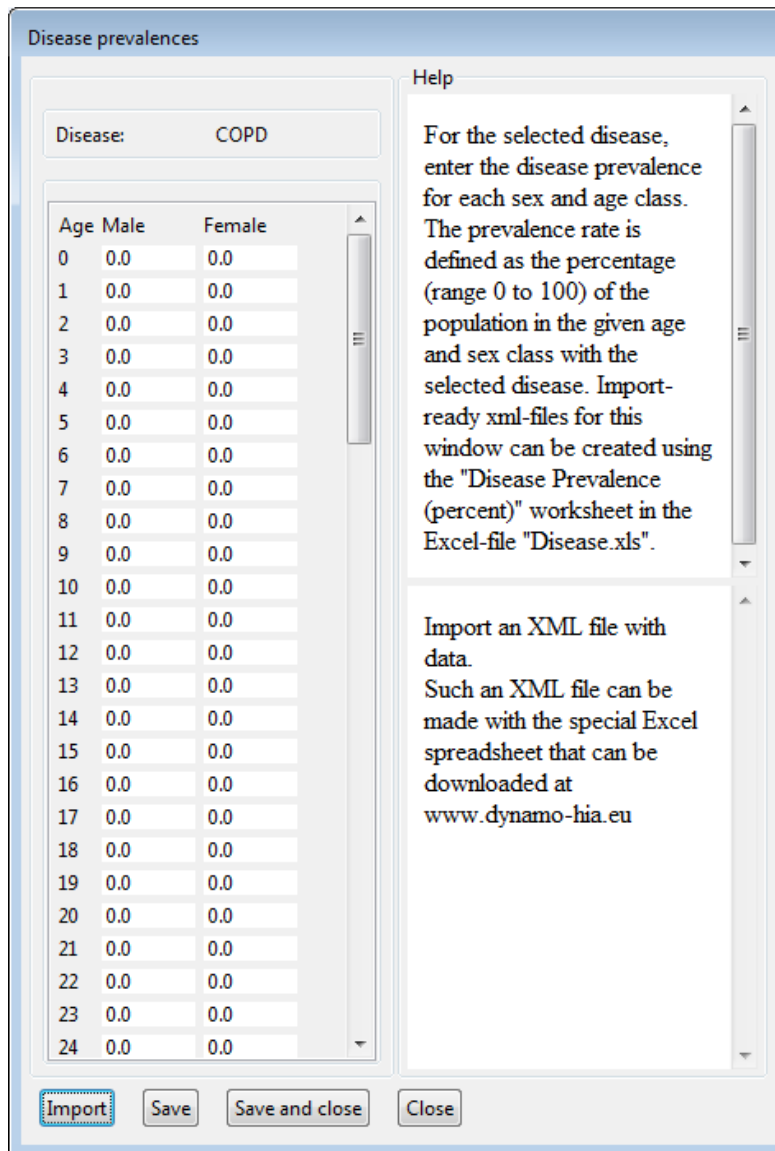 Disease prevalences
Disease: COPD
Age Male Female
0 0.0 0.0
1 0.0 0.0
2 0.0 0.0
3 0.0 0.0
4 0.0 0.0
5 0.0 0.0
6 0.0 0.0
7 0.0 0.0
8 0.0 0.0
9 0.0 0.0
10 0.0 0.0
11 0.0 0.0
12 0.0 0.0
13 0.0 0.0
14 0.0 0.0
15 0.0 0.0
16 0.0 0.0
17 0.0 0.0
18 0.0 0.0
19 0.0 0.0
20 0.0 0.0
21 0.0 0.0
22 0.0 0.0
23 0.0 0.0
24 0.0 0.0
Help
For the selected disease,
enter the disease prevalence
for each sex and age class.
The prevalence rate is
defined as the percentage
(range 0 to 100) of the
population in the given age
and sex class with the
selected disease. Import-
ready xml-files for this
window can be created using
the "Disease Prevalence
(percent)" worksheet in the
Excel-file "Disease.xls".
Import an XML file with
data.
Such an XML file can be
made with the special Excel
spreadsheet that can be
downloaded at
www.dynamo-hia.eu
Import Save Save and close Close